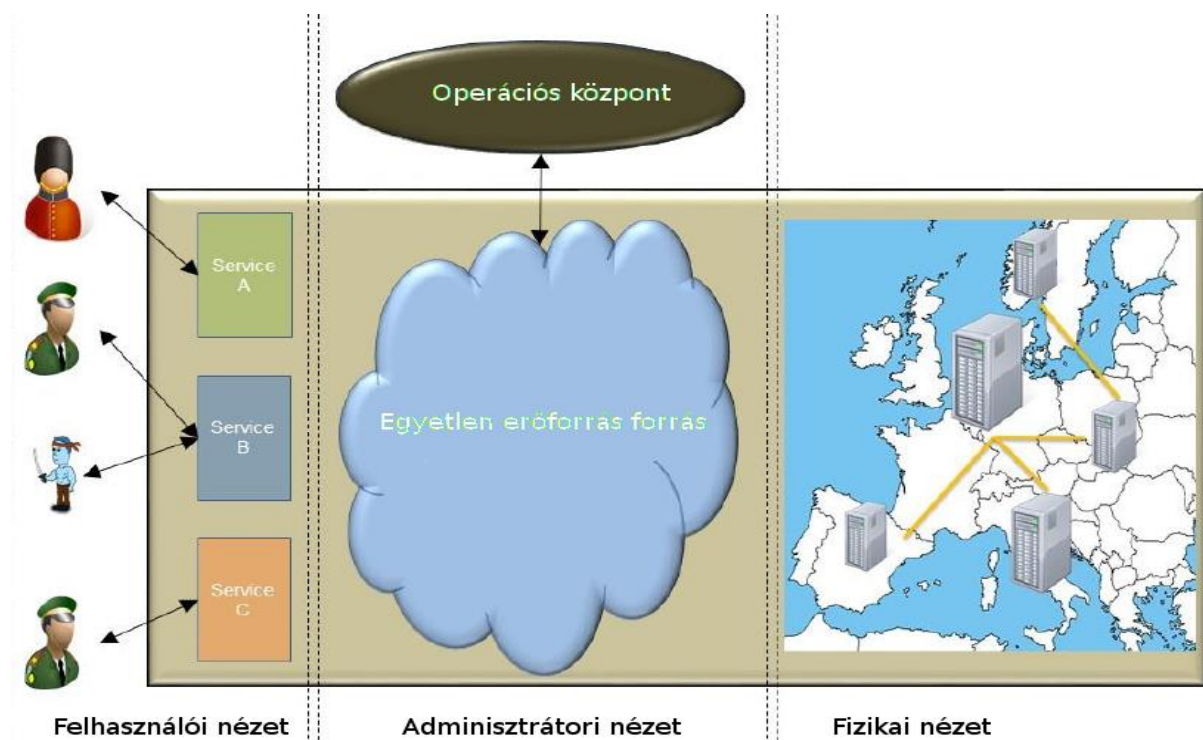 Operációs központ
Service
A
Service
B
Service
C
Egyetlen erőforrás forrás
Felhasználói nézet
Adminisztrátori nézet
Fizikai nézet